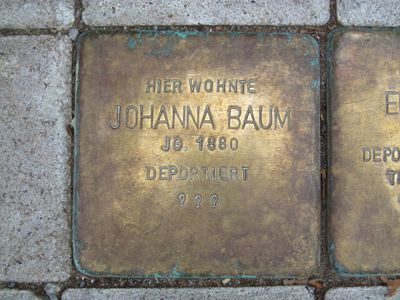 HIER WOHNTE
JOHANNA BAUM
JG. 1880
DEPORTIERT
? ? ?